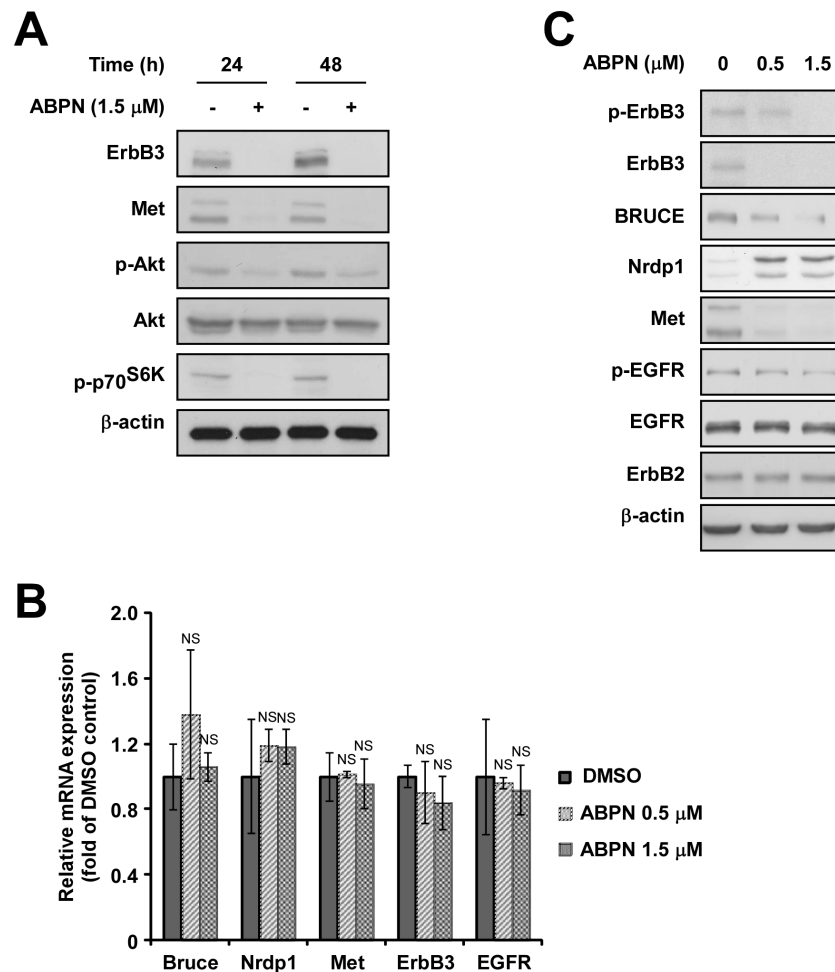 A
Time (h) 24 48
ABPN (1.5 μM) - + - +
ErbB3
Met
p-Akt
Akt
p-p70S6K
β-actin
C
ABPN (μM) 0 0.5 1.5
p-ErbB3
ErbB3
BRUCE
Nrdp1
Met
p-EGFR
EGFR
ErbB2
β-actin
B
Relative mRNA expression
(fold of DMSO control)
2.0
1.6
1.2
0.8
0.4
0
NS
NS
NS NS
NS
NS
NS
NS
NS
NS
Bruce Nrdp1 Met ErbB3 EGFR
DMSO
ABPN 0.5 μM
ABPN 1.5 μM